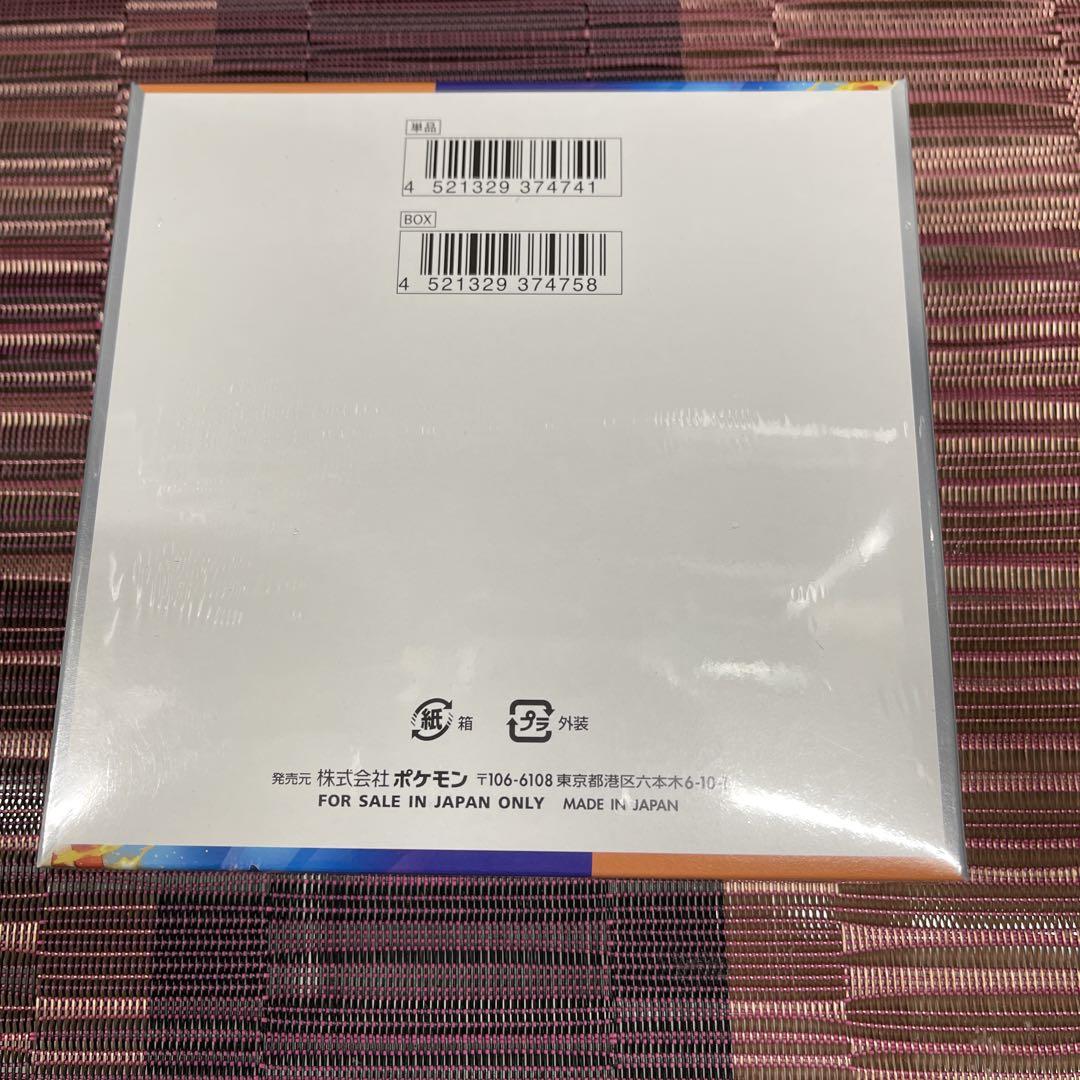 単品
4 521329 374741
BOX
4 521329 374758
紙 箱 プラ 外装
発売元 株式会社 ポケモン 〒106-6108 東京都港区六本木6-10-
FOR SALE IN JAPAN ONLY MADE IN JAPAN